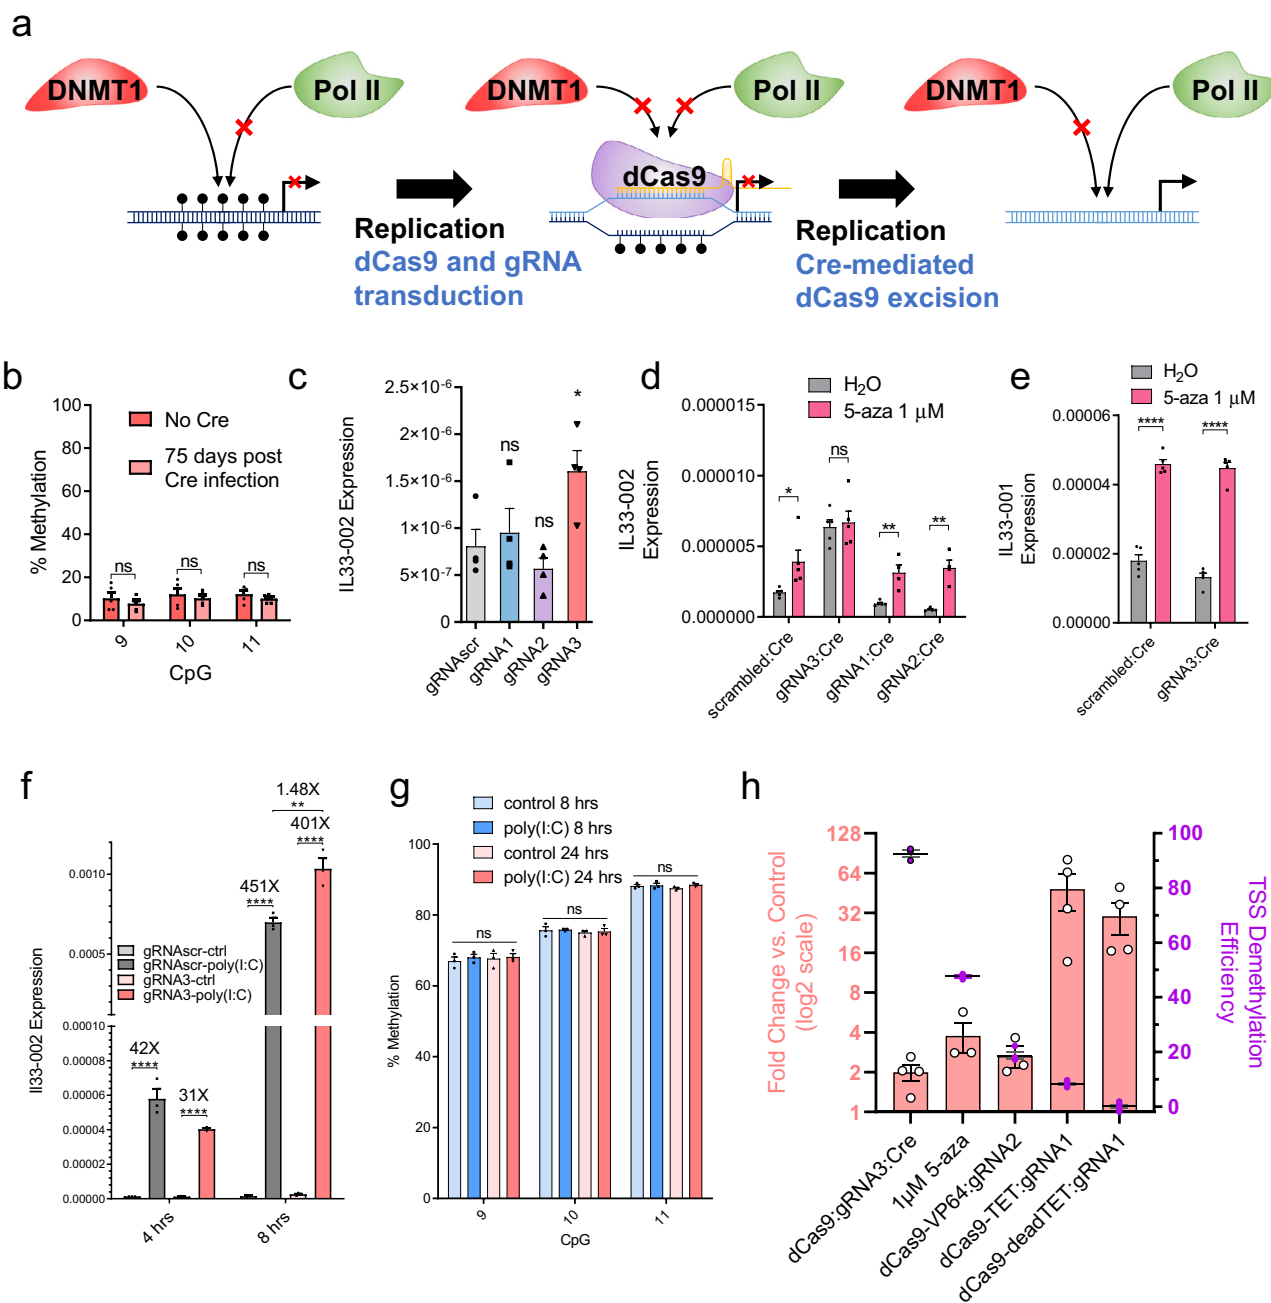 a
DNMT1
Pol II
DNMT1
Pol II
DNMT1
Pol II
dCas9
Replication
dCas9 and gRNA
transduction
Replication
Cre-mediated
dCas9 excision
b
% Methylation
100
80
60
40
20
0
No Cre
75 days post
Cre infection
ns
ns
ns
9
10
11
CpG
c
IL33-002 Expression
2.5×10-6
2×10-6
1.5×10-6
1×10-6
5×10-7
0
ns
ns
*
gRNAscr
gRNA1
gRNA2
gRNA3
d
H2O
5-aza 1 μM
IL33-002
Expression
0.000015
0.000010
0.000005
0.000000
*
ns
**
**
scrambled:Cre
gRNA3:Cre
gRNA1:Cre
gRNA2:Cre
e
H2O
5-aza 1 μM
IL33-001
Expression
0.00006
0.00004
0.00002
0.00000
****
****
scrambled:Cre
gRNA3:Cre
f
Il33-002 Expression
0.0010
0.0005
0.00010
0.00008
0.00006
0.00004
0.00002
0.00000
gRNAscr-ctrl
gRNAscr-poly(I:C)
gRNA3-ctrl
gRNA3-poly(I:C)
42X
****
31X
****
451X
****
1.48X
**
401X
****
4 hrs
8 hrs
g
control 8 hrs
poly(I:C) 8 hrs
control 24 hrs
poly(I:C) 24 hrs
% Methylation
100
80
60
40
20
0
ns
ns
ns
9
10
11
CpG
h
Fold Change vs. Control
(log2 scale)
128
64
32
16
8
4
2
1
100
80
60
40
20
0
TSS Demethylation
Efficiency
dCas9:gRNA3:Cre
1µM 5-aza
dCas9-VP64:gRNA2
dCas9-TET:gRNA1
dCas9-deadTET:gRNA1